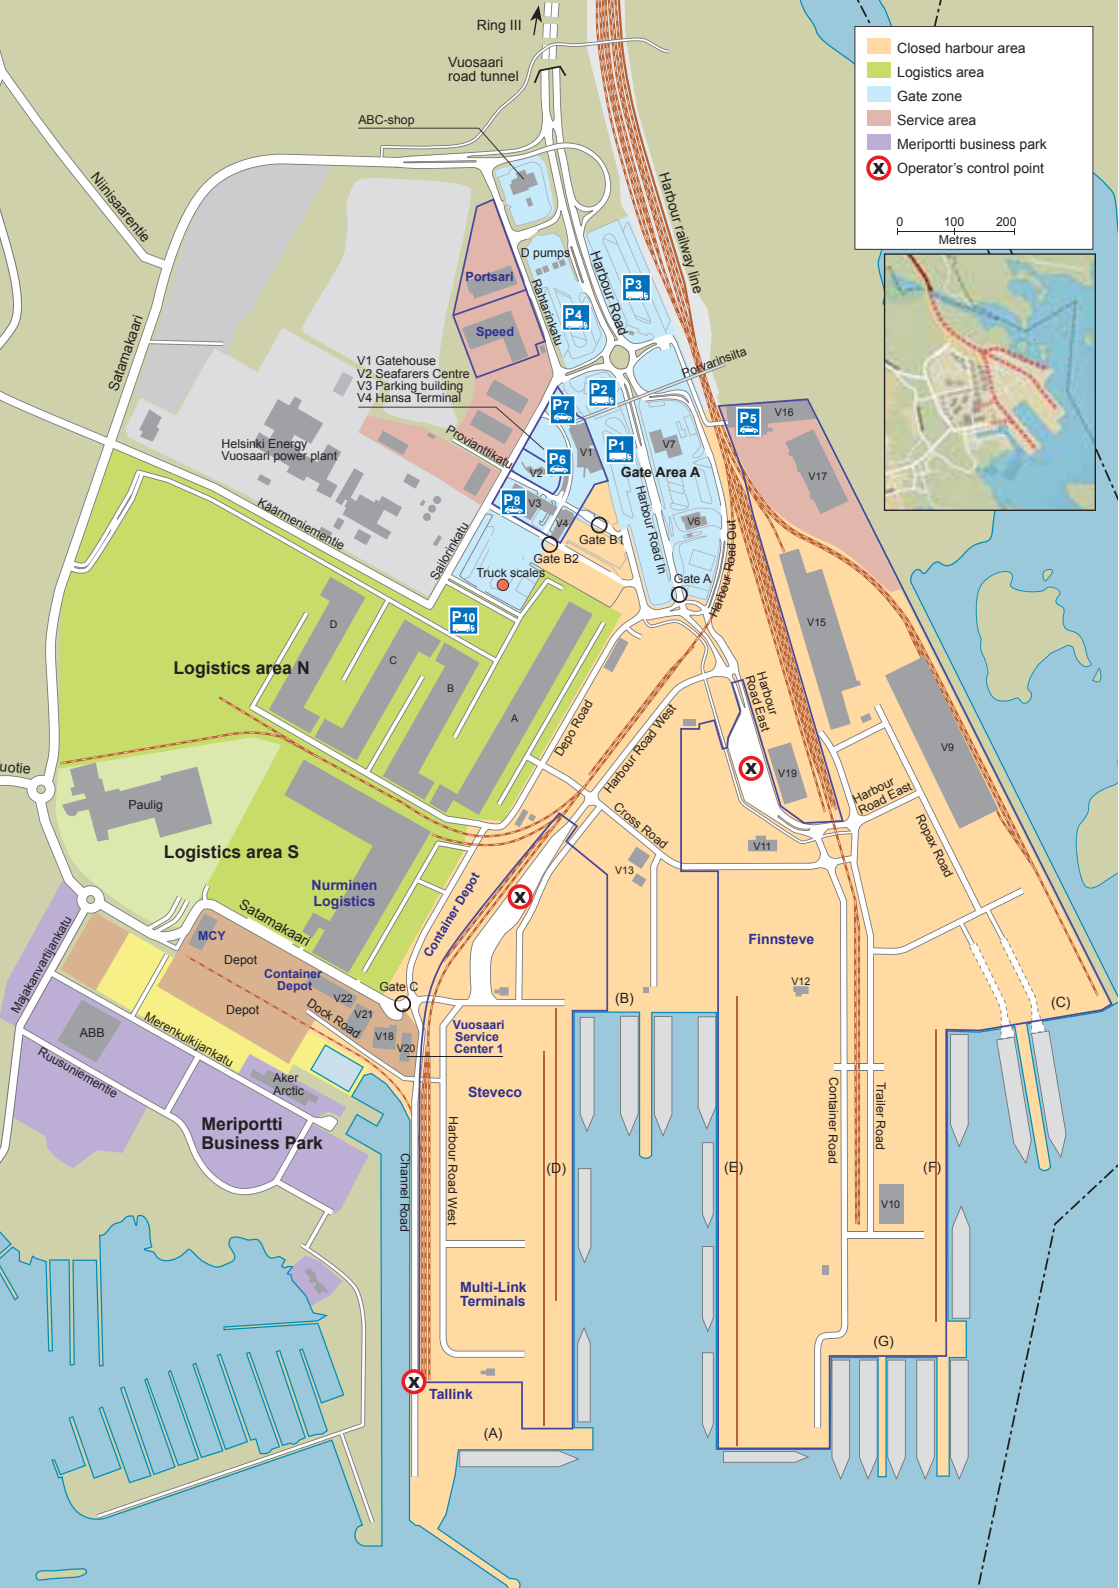 Ring III
Vuosaari
road tunnel
ABC-shop
Closed harbour area
Logistics area
Gate zone
Service area
Meriportti business park
X
Operator's control point
0 100 200
Metres
Niinisaarentie
Harbour railway line
D pumps
Harbour Road
Rahtarinkatu
Portsari
P3
P4
Speed
Satamakaari
V1 Gatehouse
V2 Seafarers Centre
V3 Parking building
V4 Hansa Terminal
Porvarinsilta
P2
P7
P5
V16
P1
V7
V1
Helsinki Energy
Vuosaari power plant
Provianttikatu
P6
V2
Gate Area A
V17
P8
V3
V4
V6
Käärmeniementie
Sailorinkatu
Harbour Road In
Harbour Road Out
Gate B1
Gate B2
Truck scales
Gate A
P10
D
C
B
A
V15
Logistics area N
Harbour
Road East
Depo Road
Harbour Road West
V9
uotie
X
V19
Harbour
Road East
Paulig
Cross Road
V11
Ropax Road
Logistics area S
V13
Nurminen
Logistics
X
Container Depot
Satamakaari
MCY
Depot
Finnsteve
Majakanvartijankatu
Container
Depot
Gate C
V12
V22
(B)
(C)
Depot
V21
Dock Road
V18
V20
Vuosaari
Service
Center 1
ABB
Merenkulkijankatu
Ruusuniementie
Aker
Arctic
Steveco
Meriportti
Business Park
Container Road
Trailer Road
Channel Road
Harbour Road West
(D)
(E)
(F)
V10
Multi-Link
Terminals
(G)
X
Tallink
(A)